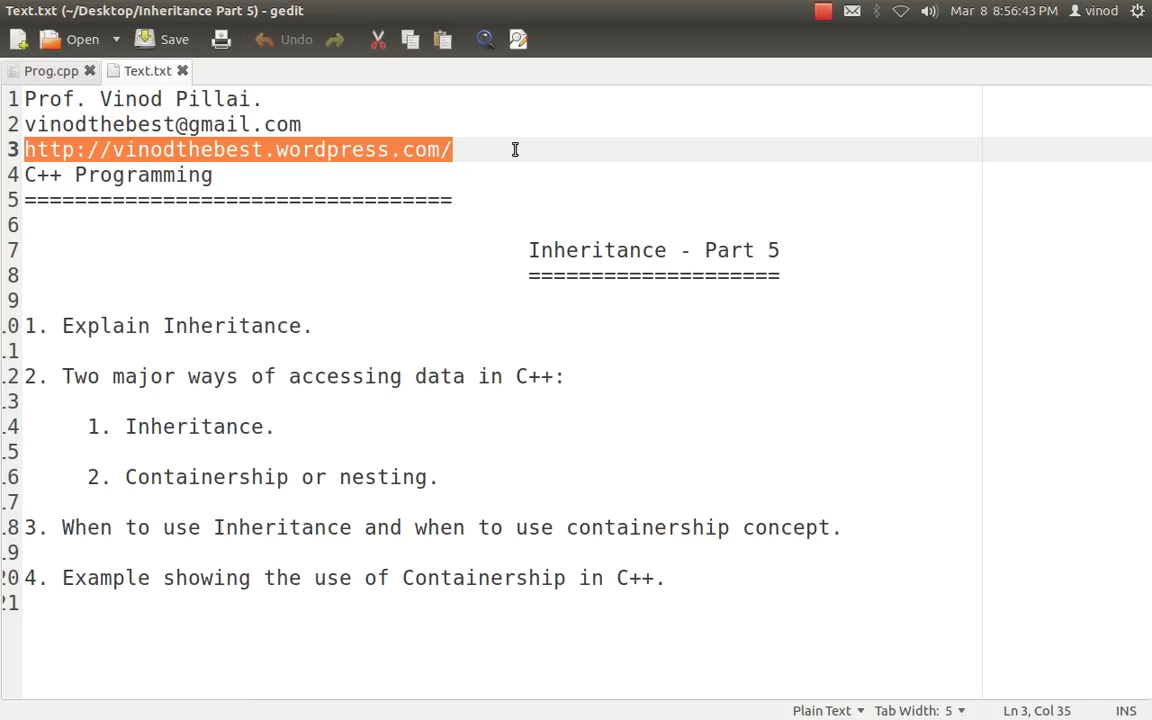 Text.txt (~/Desktop/Inheritance Part 5) - gedit
Mar 8 8:56:43 PM vinod
Open Save Undo
Prog.cpp Text.txt
1 Prof. Vinod Pillai.
2 vinodthebest@gmail.com
3 http://vinodthebest.wordpress.com/
4 C++ Programming
5 ==================================
6
7 Inheritance - Part 5
8 ====================
9
10 1. Explain Inheritance.
11
12 2. Two major ways of accessing data in C++:
13
14 1. Inheritance.
15
16 2. Containership or nesting.
17
18 3. When to use Inheritance and when to use containership concept.
19
20 4. Example showing the use of Containership in C++.
21
Plain Text Tab Width: 5 Ln 3, Col 35 INS